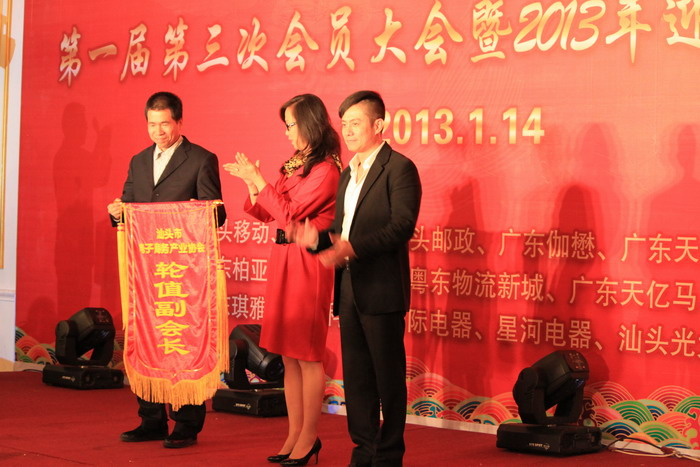 第一届第三次会员大会暨2013年迎
2013.1.14
汕头市
电子商务产业协会
轮值副会长
头移动、
头邮政、广东伽懋、广东天
东柏亚
粤东物流新城、广东天亿马
琪雅
际电器、星河电器、汕头光